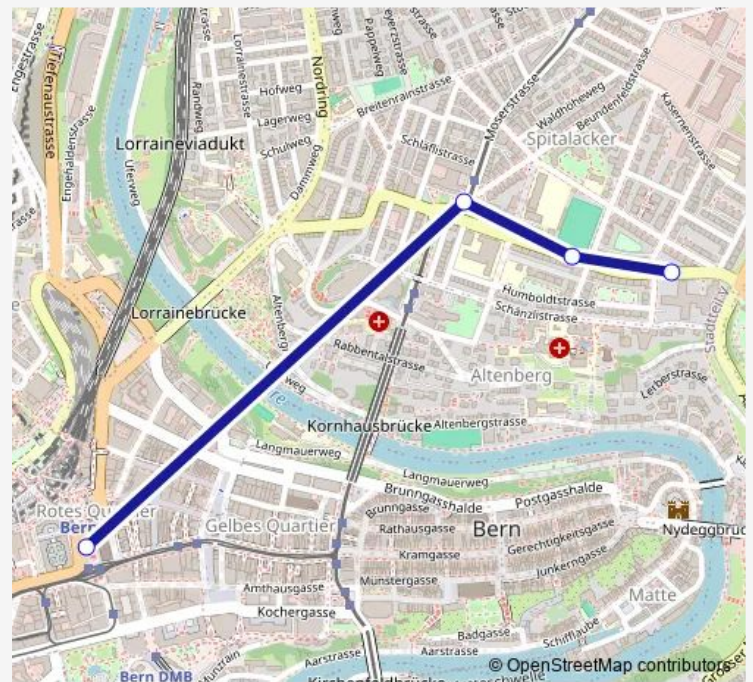 Engestrasse
Tiefenaustrasse
Engehaldenstrasse
Uferweg
Randweg
Lorrainestrasse
Nordring
Pappelweg
Hofweg
Lagerweg
Schulweg
Dammweg
Breitenrainstrasse
Schläflistrasse
Moserstrasse
Waldhöheweg
Beundenfeldstrasse
Kasernenstrasse
Spitalacker
Lorraineviadukt
Lorrainebrücke
Humboldtstrasse
Schänzlistrasse
Stadtteil V
Rabbentalstrasse
Altenberg
Lerberstrasse
Kornhausbrücke
Altenbergstrasse
Langmauerweg
Langmauerweg
Brunngasshalde
Postgasshalde
Brunngasse
Rotes Quartier
Bern
Gelbes Quartier
Rathausgasse
Bern
Gerechtigkeitsgasse
Kramgasse
Junkerngasse
Münstergasse
Amthausgasse
Kochergasse
Matte
Badgasse
Schifflaube
Aarstrasse
Aarstrasse
Bern DMB
© OpenStreetMap contributors